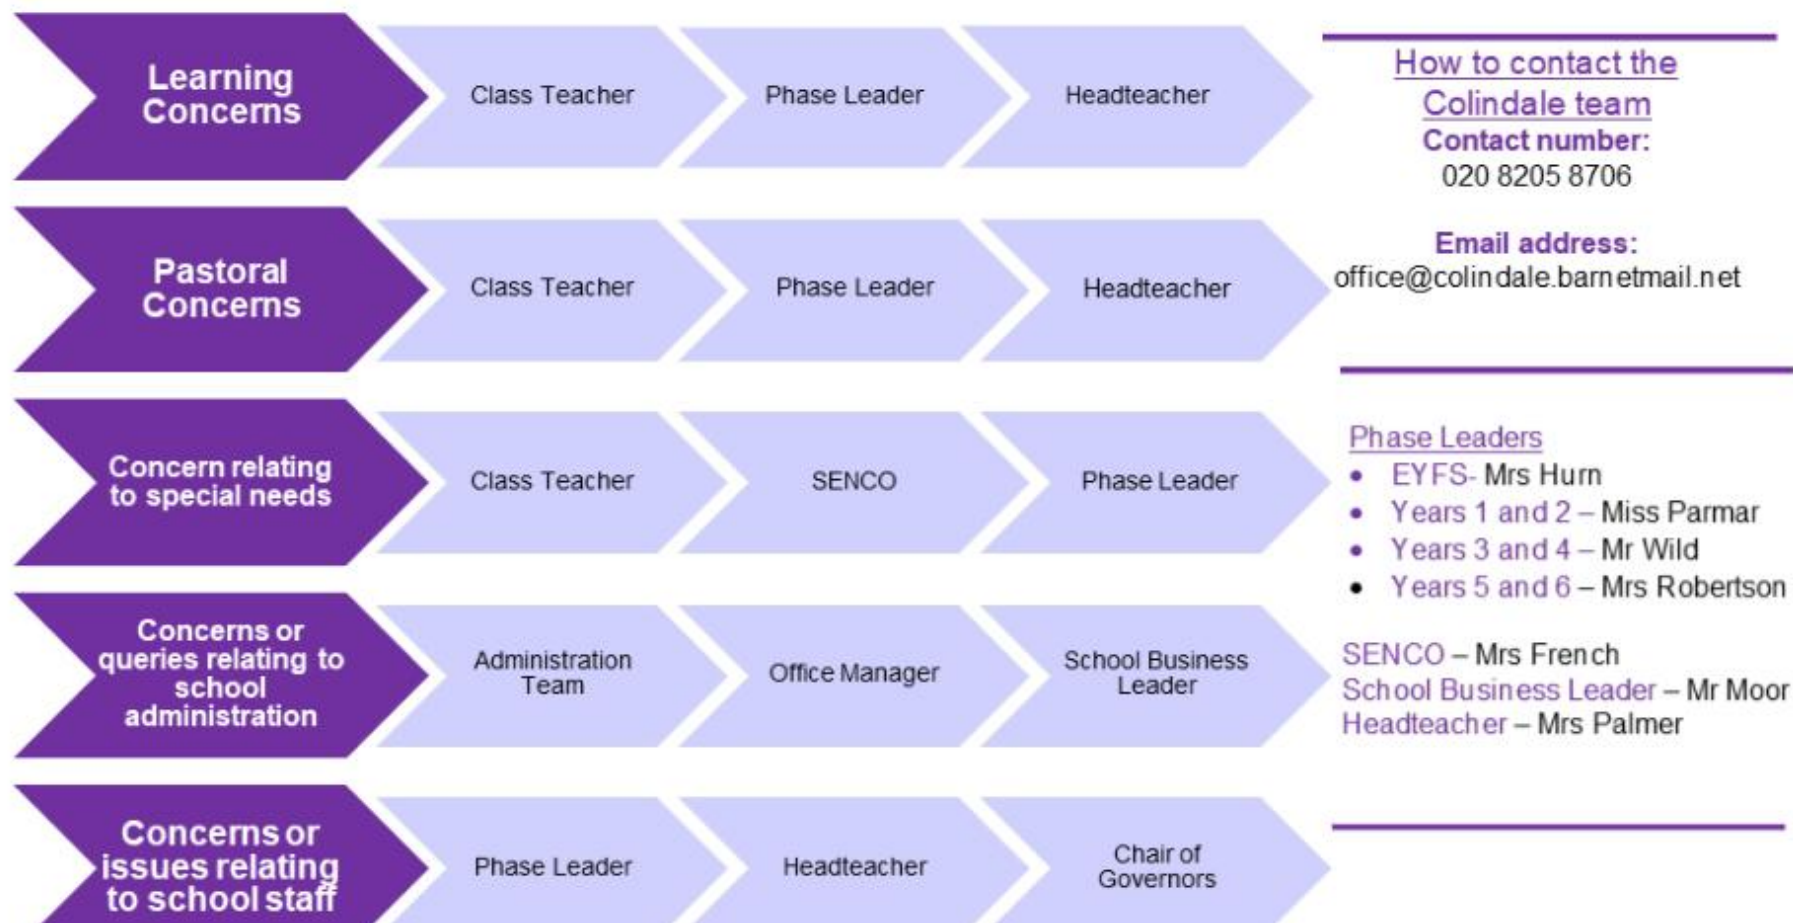 Learning
Concerns
Class Teacher
Phase Leader
Headteacher
Pastoral
Concerns
Class Teacher
Phase Leader
Headteacher
Concern relating
to special needs
Class Teacher
SENCO
Phase Leader
Concerns or
queries relating to
school
administration
Administration
Team
Office Manager
School Business
Leader
Concerns or
issues relating
to school staff
Phase Leader
Headteacher
Chair of
Governors
How to contact the
Colindale team
Contact number:
020 8205 8706
Email address:
office@colindale.barnetmail.net
Phase Leaders
• EYFS- Mrs Hurn
• Years 1 and 2 – Miss Parmar
• Years 3 and 4 – Mr Wild
• Years 5 and 6 – Mrs Robertson
SENCO – Mrs French
School Business Leader – Mr Moor
Headteacher – Mrs Palmer